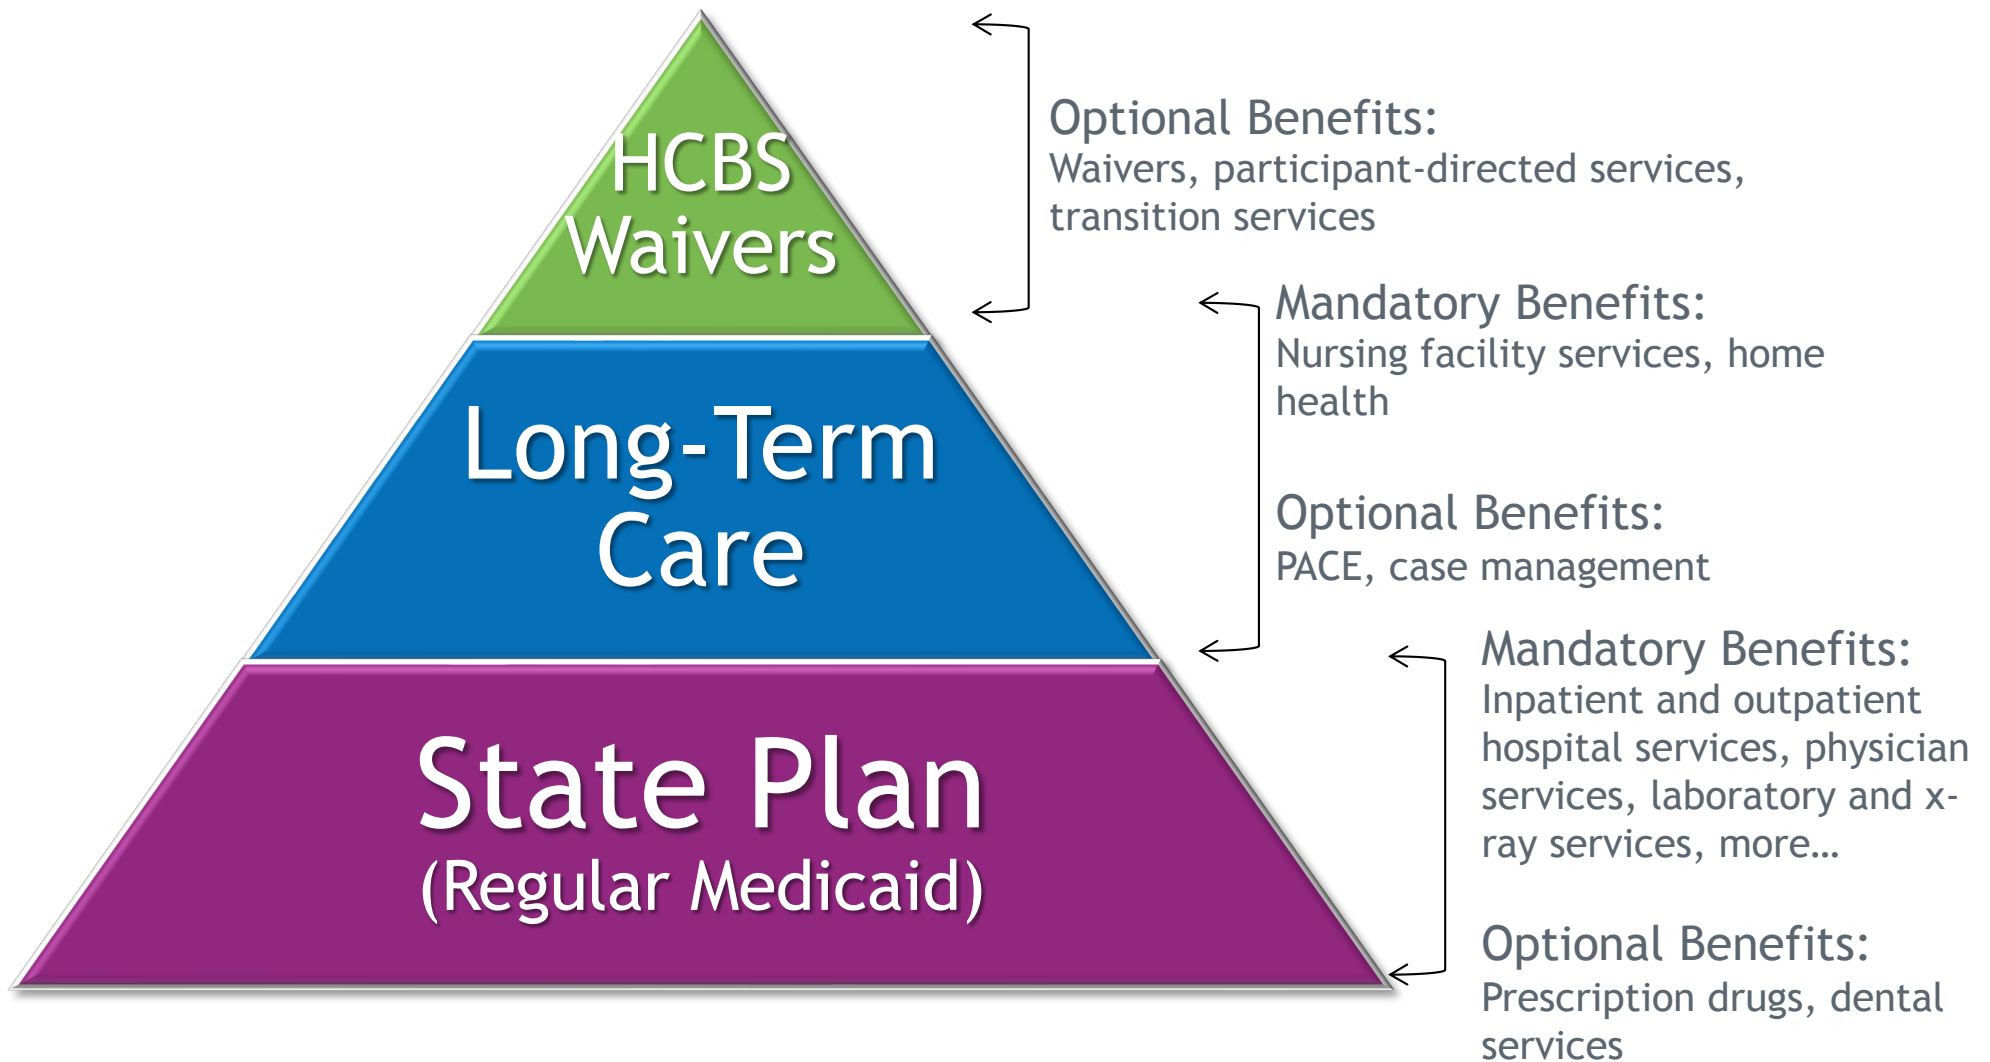 HCBS
Waivers
Optional Benefits:
Waivers, participant-directed services,
transition services
Long-Term
Care
Mandatory Benefits:
Nursing facility services, home
health
Optional Benefits:
PACE, case management
State Plan
(Regular Medicaid)
Mandatory Benefits:
Inpatient and outpatient
hospital services, physician
services, laboratory and x-
ray services, more…
Optional Benefits:
Prescription drugs, dental
services